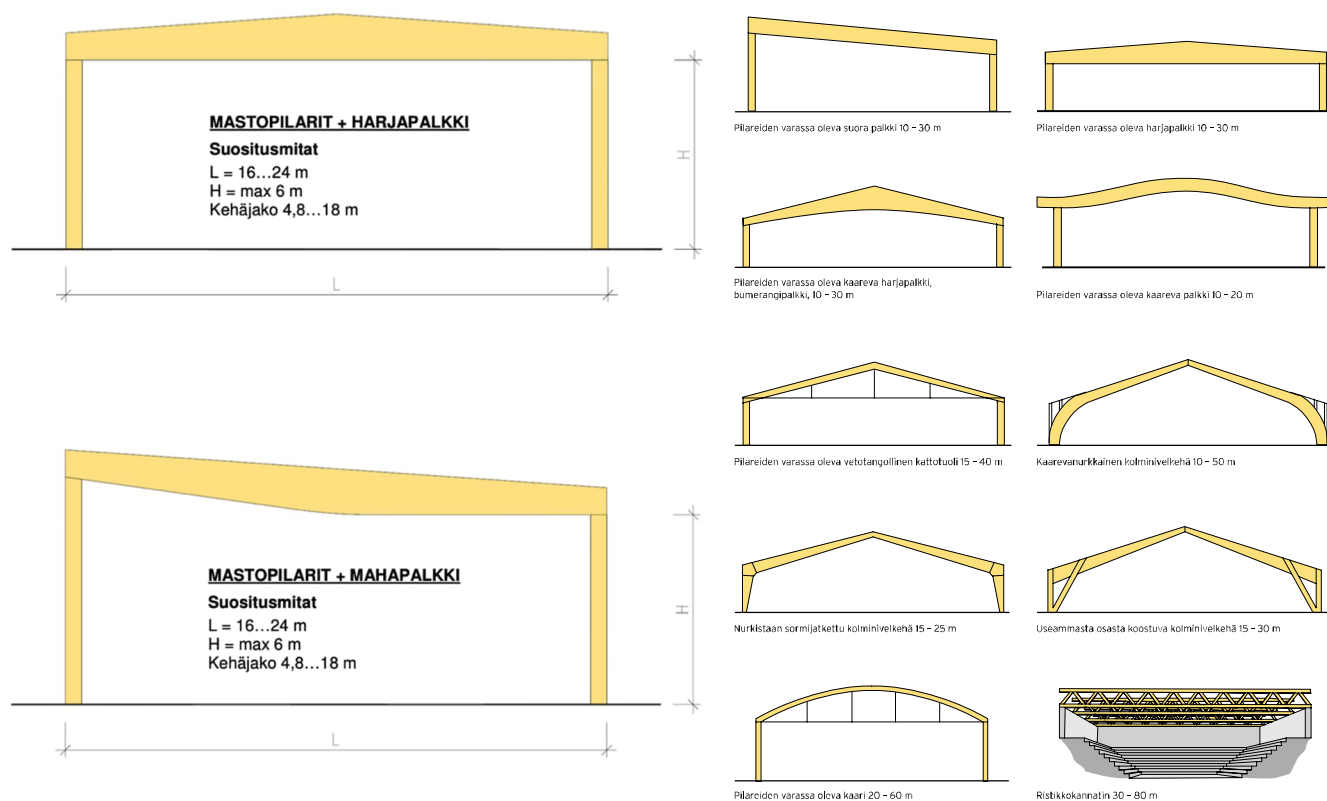 MASTOPILARIT + HARJAPALKKI
Suositusmitat
L = 16...24 m
H = max 6 m
Kehäjako 4,8...18 m
H
L
MASTOPILARIT + MAHAPALKKI
Suositusmitat
L = 16...24 m
H = max 6 m
Kehäjako 4,8...18 m
H
L
Pilareiden varassa oleva suora palkki 10 – 30 m
Pilareiden varassa oleva harjapalkki 10 – 30 m
Pilareiden varassa oleva kaareva harjapalkki,
bumerangipalkki, 10 – 30 m
Pilareiden varassa oleva kaareva palkki 10 – 20 m
Pilareiden varassa oleva vetotangollinen kattotuoli 15 – 40 m
Kaarevanurkkainen kolminivelkehä 10 – 50 m
Nurkistaan sormijatkettu kolminivelkehä 15 – 25 m
Useammasta osasta koostuva kolminivelkehä 15 – 30 m
Pilareiden varassa oleva kaari 20 – 60 m
Ristikkokannatin 30 – 80 m